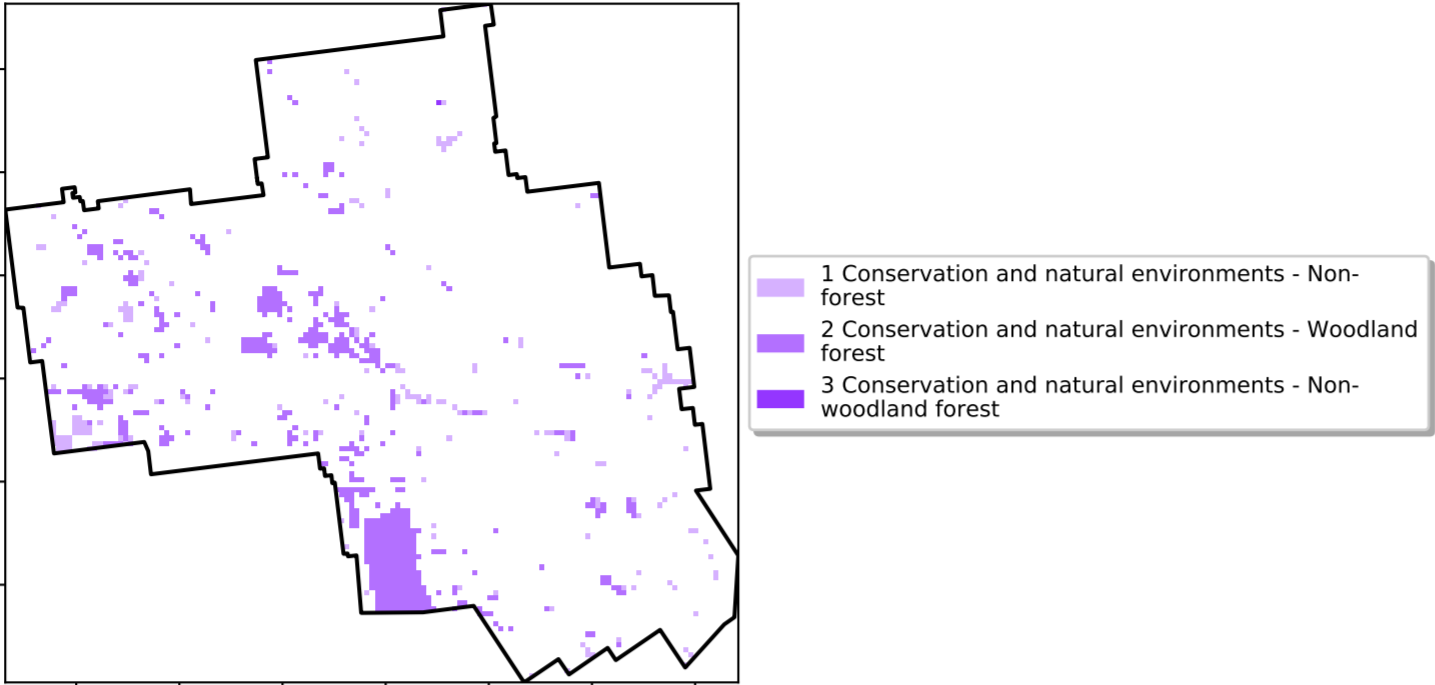 1 Conservation and natural environments - Non-
forest
2 Conservation and natural environments - Woodland
forest
3 Conservation and natural environments - Non-
woodland forest